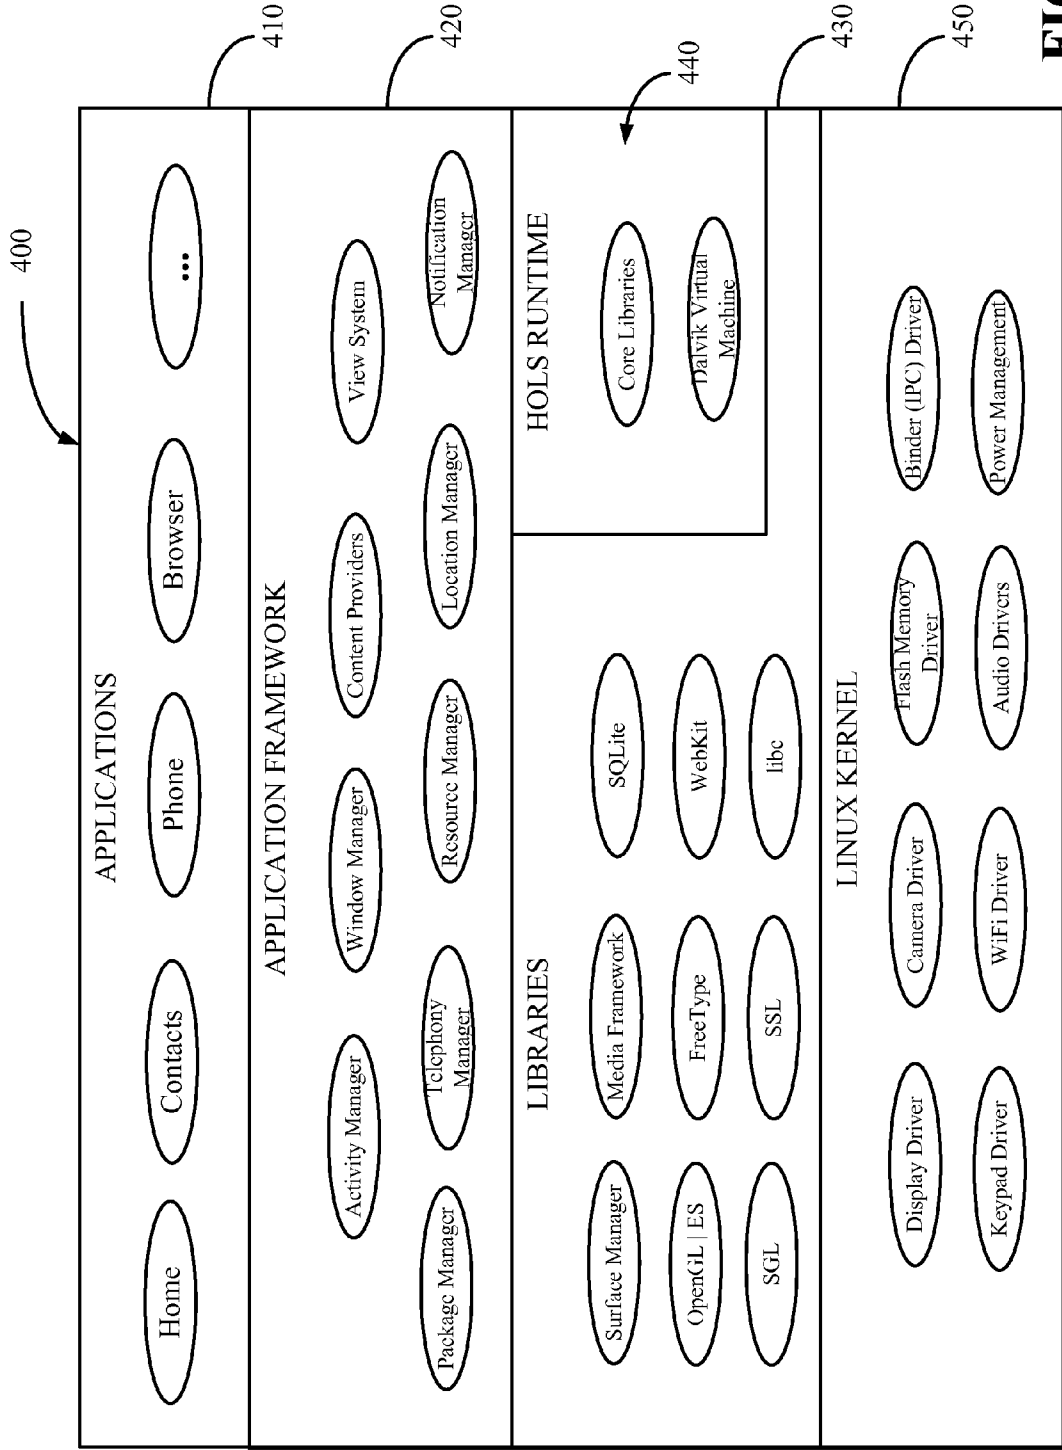 400
APPLICATIONS
410
Home
Contacts
Phone
Browser
...
APPLICATION FRAMEWORK
420
Activity Manager
Window Manager
Content Providers
View System
Package Manager
Telephony
Manager
Resource Manager
Location Manager
Notification
Manager
LIBRARIES
HOLS RUNTIME
Surface Manager
Media Framework
SQLite
Core Libraries
440
OpenGL | ES
FreeType
WebKit
Dalvik Virtual
Machine
SGL
SSL
libc
430
LINUX KERNEL
450
Display Driver
Camera Driver
Flash Memory
Driver
Binder (IPC) Driver
Keypad Driver
WiFi Driver
Audio Drivers
Power Management